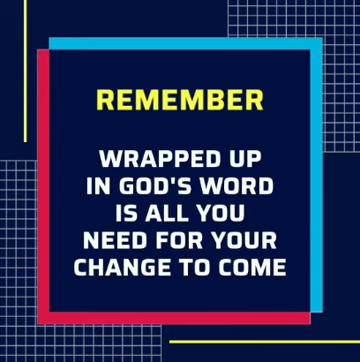 REMEMBER
WRAPPED UP
IN GOD'S WORD
IS ALL YOU
NEED FOR YOUR
CHANGE TO COME